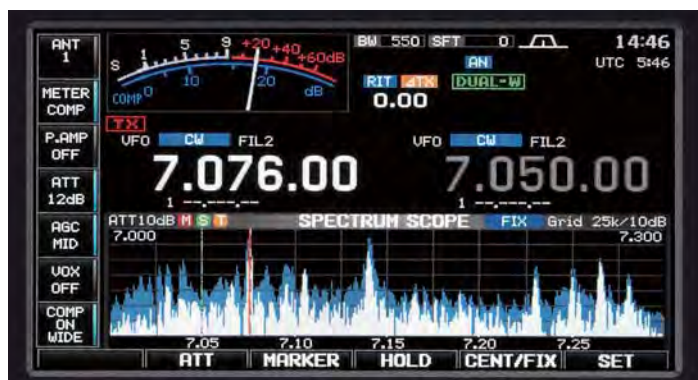 ANT 1
METER COMP
P.AMP OFF
ATT 12dB
AGC MID
VOX OFF
COMP ON WIDE
S 1 5 9 +20 +40 +60dB
COMP 0 10 20 dB
BW 550 SFT 0
14:46
UTC 5:46
AN
RIT ⊿TX DUAL-W
0.00
TX
VFO CW FIL2
VFO CW FIL2
7.076.00
7.050.00
1 --.---.--
1 --.---.--
ATT10dB M S T SPECTRUM SCOPE FIX Grid 25k/10dB
7.000 7.300
7.05 7.10 7.15 7.20 7.25
ATT MARKER HOLD CENT/FIX SET